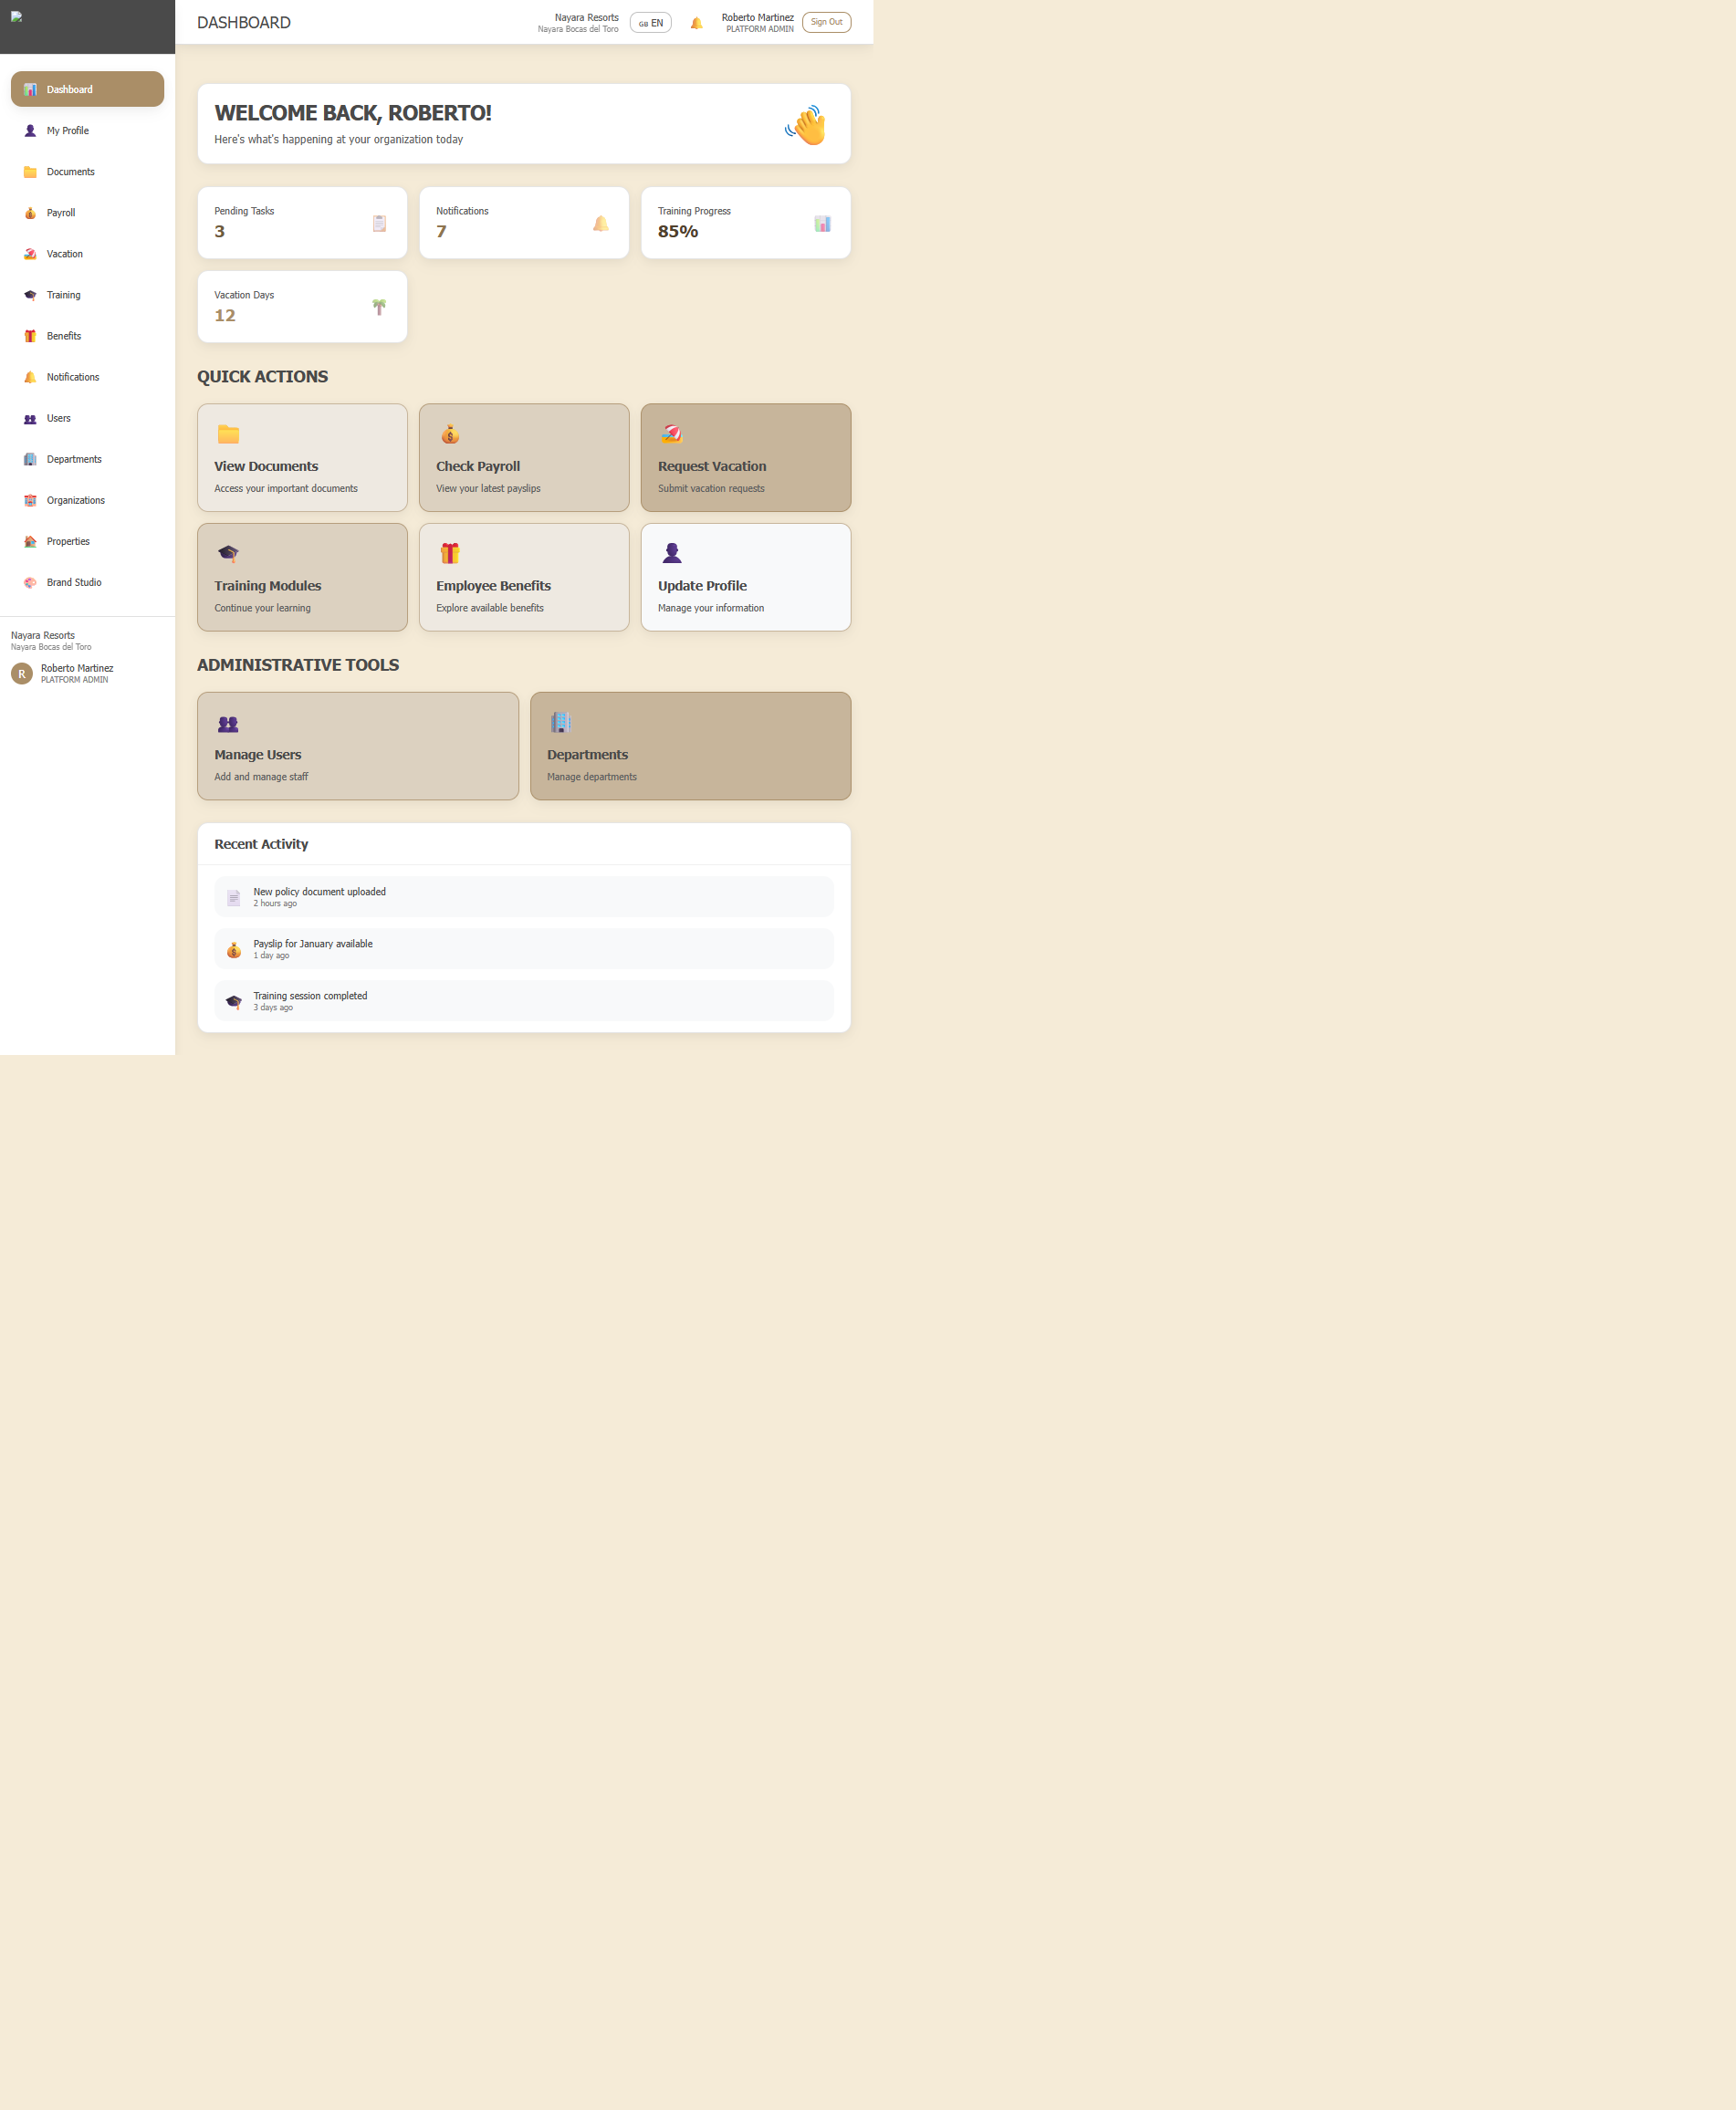 DASHBOARD
Nayara Resorts
Nayara Bocas del Toro
GB EN
Roberto Martinez
PLATFORM ADMIN
Sign Out
Dashboard
My Profile
Documents
Payroll
Vacation
Training
Benefits
Notifications
Users
Departments
Organizations
Properties
Brand Studio
Nayara Resorts
Nayara Bocas del Toro
R
Roberto Martinez
PLATFORM ADMIN
WELCOME BACK, ROBERTO!
Here's what's happening at your organization today
Pending Tasks
3
Notifications
7
Training Progress
85%
Vacation Days
12
QUICK ACTIONS
View Documents
Access your important documents
Check Payroll
View your latest payslips
Request Vacation
Submit vacation requests
Training Modules
Continue your learning
Employee Benefits
Explore available benefits
Update Profile
Manage your information
ADMINISTRATIVE TOOLS
Manage Users
Add and manage staff
Departments
Manage departments
Recent Activity
New policy document uploaded
2 hours ago
Payslip for January available
1 day ago
Training session completed
3 days ago